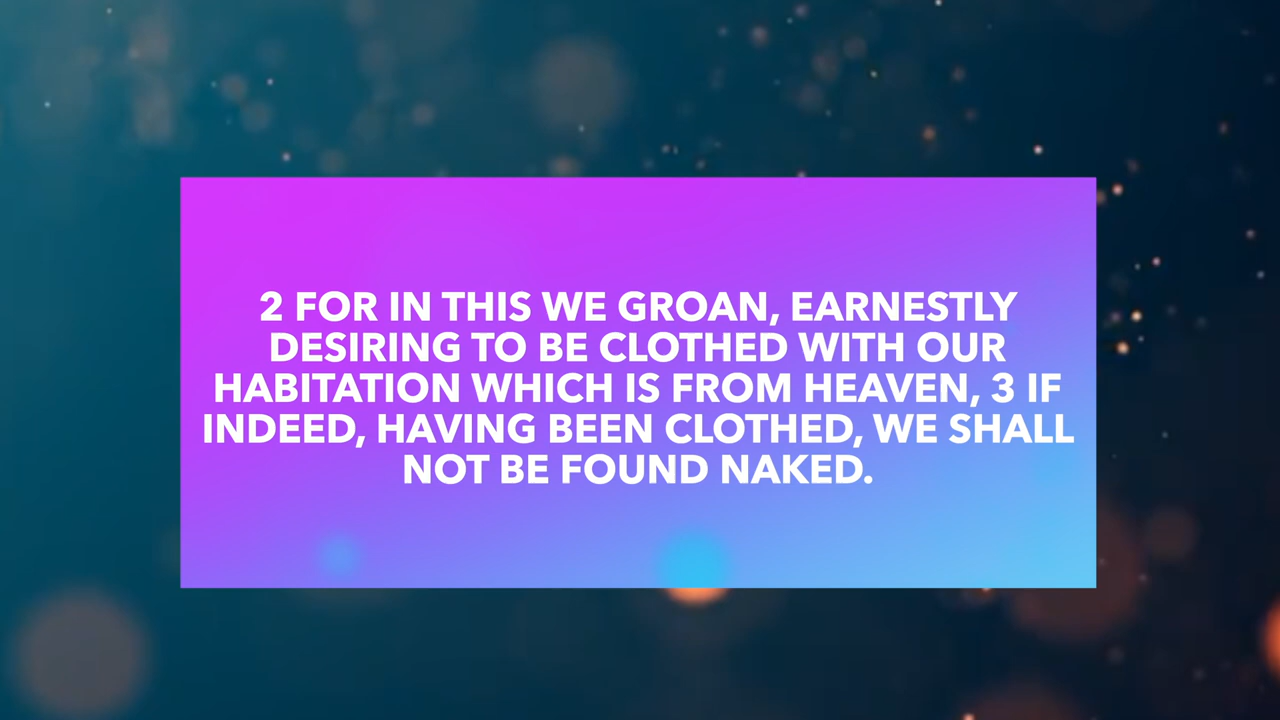 2 FOR IN THIS WE GROAN, EARNESTLY
DESIRING TO BE CLOTHED WITH OUR
HABITATION WHICH IS FROM HEAVEN, 3 IF
INDEED, HAVING BEEN CLOTHED, WE SHALL
NOT BE FOUND NAKED.